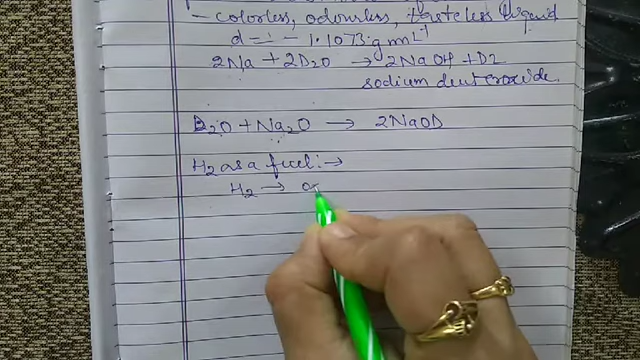 - colorless, odourless, tasteless liquid
d = 1.1073 g mL⁻¹
2Na + 2D₂O → 2NaOH + D2
sodium deuteroxide.
D₂O + Na₂O → 2NaOD
H₂ as a fuel :→
H₂ →